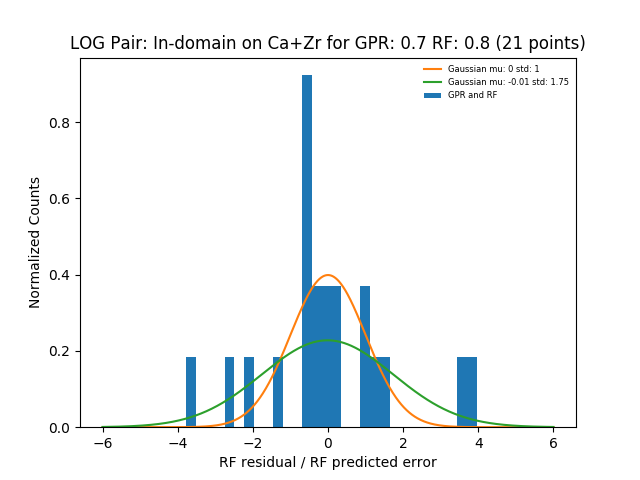 LOG Pair: In-domain on Ca+Zr for GPR: 0.7 RF: 0.8 (21 points)
Gaussian mu: 0 std: 1
Gaussian mu: -0.01 std: 1.75
GPR and RF
Normalized Counts
0.8
0.6
0.4
0.2
0.0
−6 −4 −2 0 2 4 6
RF residual / RF predicted error